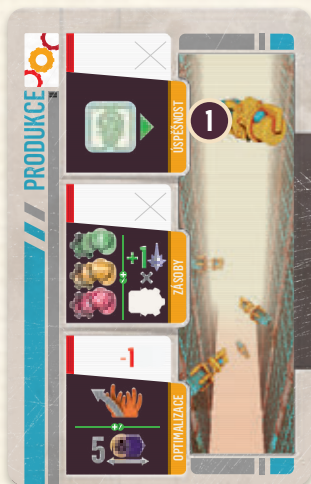 PRODUKCE
ÚSPĚŠNOST
1
ZÁSOBY
+1
OPTIMALIZACE
-1
5